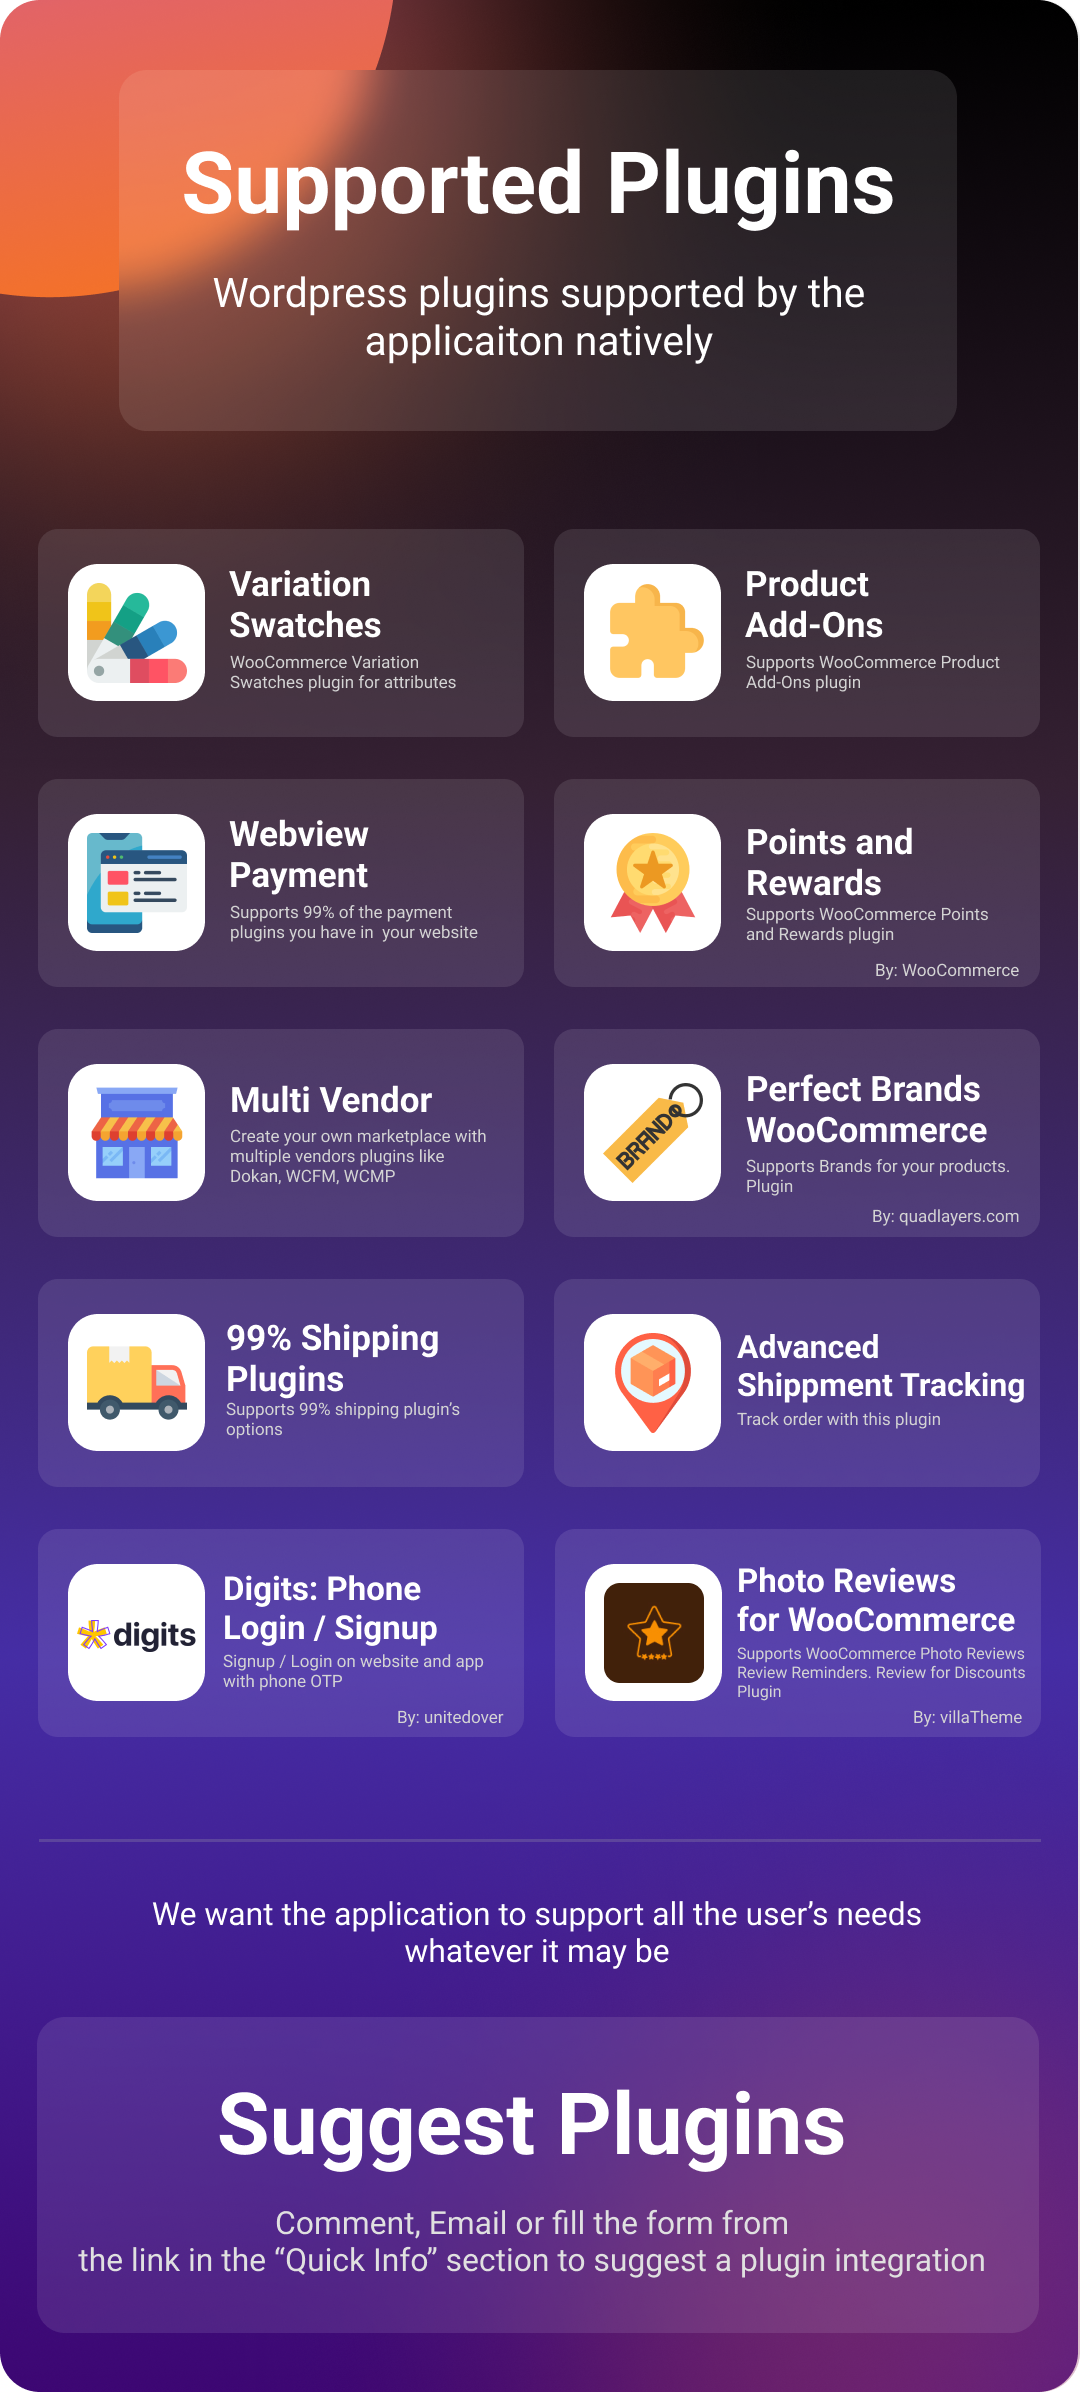 Supported Plugins
Wordpress plugins supported by the
applicaiton natively
Variation
Swatches
WooCommerce Variation
Swatches plugin for attributes
Product
Add-Ons
Supports WooCommerce Product
Add-Ons plugin
Webview
Payment
Supports 99% of the payment
plugins you have in  your website
Points and
Rewards
Supports WooCommerce Points
and Rewards plugin
By: WooCommerce
Multi Vendor
Create your own marketplace with
multiple vendors plugins like
Dokan, WCFM, WCMP
BRAND
Perfect Brands
WooCommerce
Supports Brands for your products.
Plugin
By: quadlayers.com
99% Shipping
Plugins
Supports 99% shipping plugin’s
options
Advanced
Shippment Tracking
Track order with this plugin
digits
Digits: Phone
Login / Signup
Signup / Login on website and app
with phone OTP
By: unitedover
Photo Reviews
for WooCommerce
Supports WooCommerce Photo Reviews
Review Reminders. Review for Discounts
Plugin
By: villaTheme
We want the application to support all the user’s needs
whatever it may be
Suggest Plugins
Comment, Email or fill the form from
the link in the “Quick Info” section to suggest a plugin integration